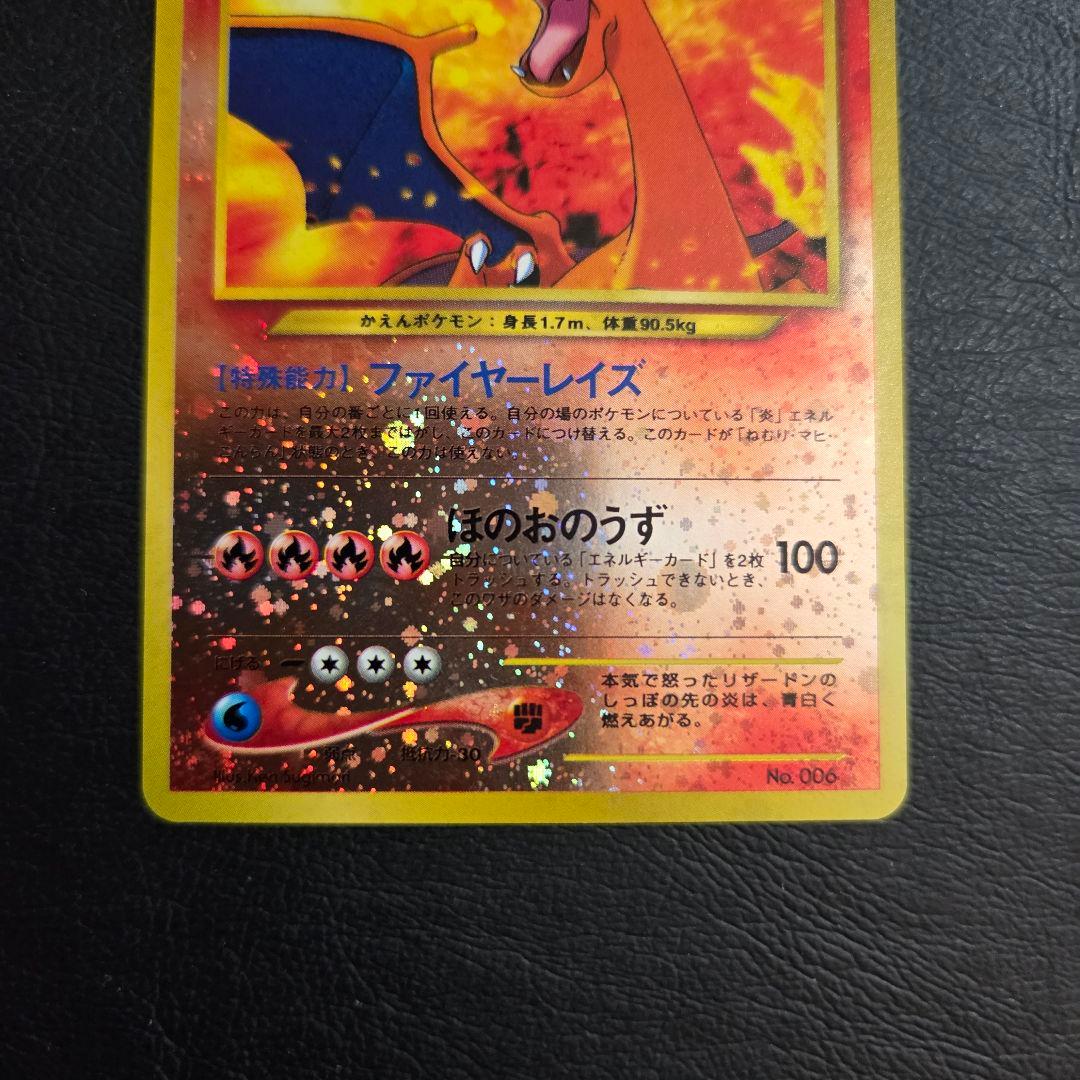 かえんポケモン：身長1.7m、体重90.5kg
【特殊能力】ファイヤーレイズ
この力は、自分の番ごとに1回使える。自分の場のポケモンについている「炎」エネル
ギーカードを最大2枚まではがし、このカードにつけ替える。このカードが「ねむり・マヒ・
こんらん」状態のとき、この力は使えない。
ほのおのうず
自分についている「エネルギーカード」を2枚
トラッシュする。トラッシュできないとき、
このワザのダメージはなくなる。
100
にげる
本気で怒ったリザードンの
しっぽの先の炎は、青白く
燃えあがる。
弱点 抵抗力-30
Illus. Ken Sugimori
No. 006